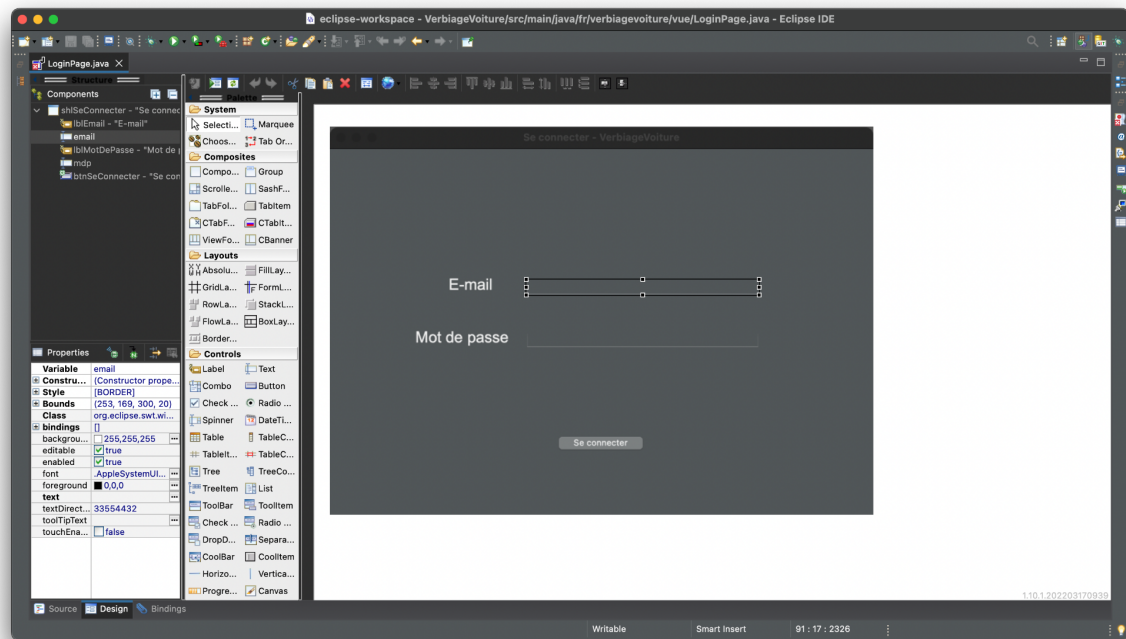 eclipse-workspace - VerbiageVoiture/src/main/java/fr/verbiagevoiture/vue/LoginPage.java - Eclipse IDE
LoginPage.java
Structure
Components
shlSeConnecter - "Se connec
lblEmail - "E-mail"
email
lblMotDePasse - "Mot de p
mdp
btnSeConnecter - "Se con
Palette
System
Selecti... Marquee
Choos... Tab Or...
Composites
Compo... Group
Scrolle... SashF...
TabFol... TabItem
CTabF... CTabIt...
ViewFo... CBanner
Layouts
Absolu... FillLay...
GridLa... FormL...
RowLa... StackL...
FlowLa... BoxLay...
Border...
Controls
Label Text
Combo Button
Check ... Radio ...
Spinner DateTi...
Table TableC...
TableIt... TableC...
Tree TreeCo...
TreeItem List
ToolBar ToolItem
Check ... Radio ...
DropD... Separa...
CoolBar CoolItem
Horizo... Vertica...
Progre... Canvas
Properties
Variable email
Constru... (Constructor prope...
Style [BORDER]
Bounds (253, 169, 300, 20)
Class org.eclipse.swt.wi...
bindings []
backgrou... 255,255,255 ...
editable true
enabled true
font .AppleSystemUI... ...
foreground 0,0,0 ...
text ...
textDirect... 33554432
toolTipText ...
touchEna... false
Se connecter - VerbiageVoiture
E-mail
Mot de passe
Se connecter
1.10.1.202203170939
Source Design Bindings
Writable Smart Insert 91 : 17 : 2326